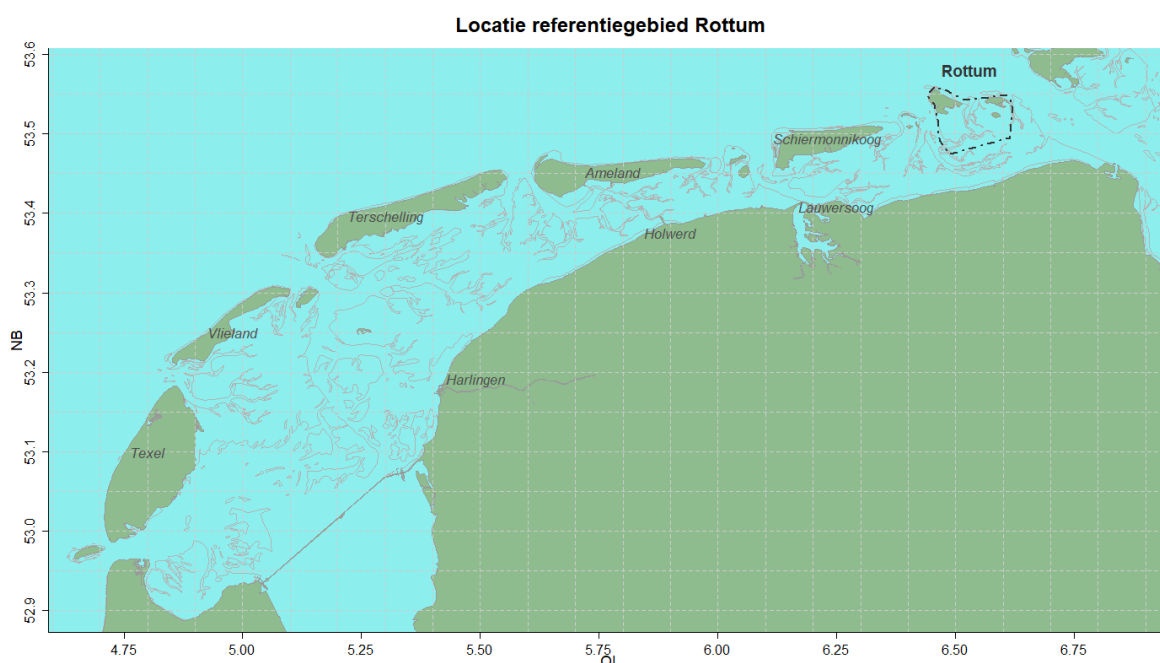 Locatie referentiegebied Rottum
53.6
Rottum
53.5
Schiermonnikoog
Ameland
53.4
Terschelling
Lauwersoog
Holwerd
53.3
NB
Vlieland
53.2
Harlingen
53.1
Texel
53.0
52.9
4.75 5.00 5.25 5.50 5.75 6.00 6.25 6.50 6.75